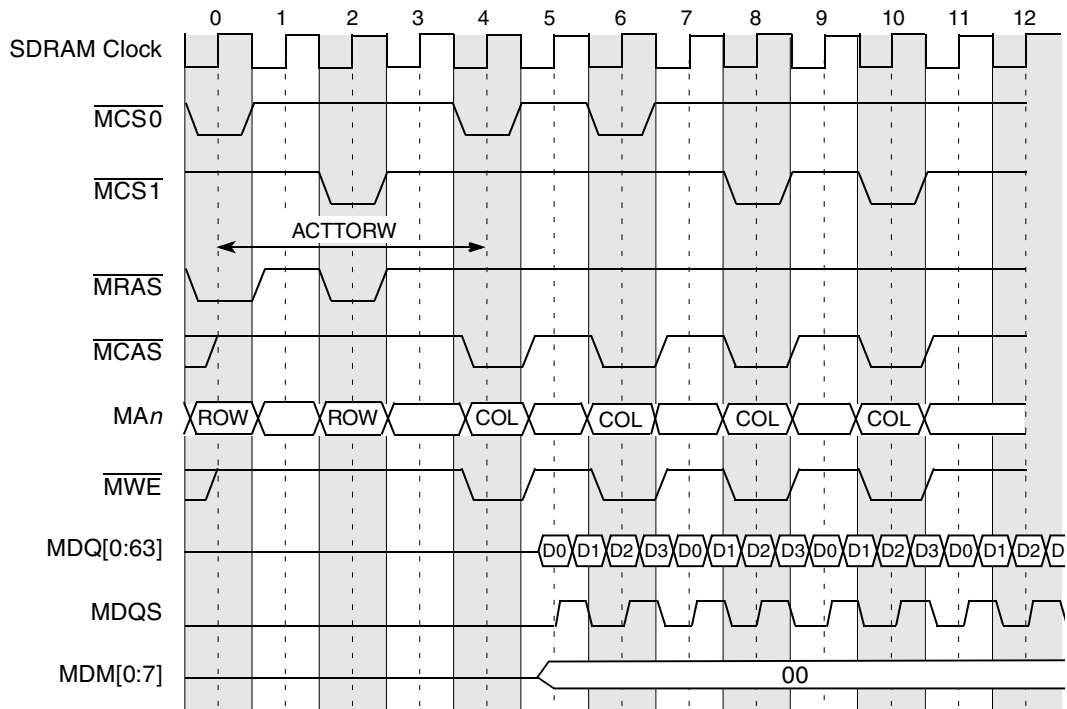 0 1 2 3 4 5 6 7 8 9 10 11 12
SDRAM Clock
MCS0
MCS1
ACTTORW
MRAS
MCAS
MAn ROW ROW COL COL COL COL
MWE
MDQ[0:63] D0 D1 D2 D3 D0 D1 D2 D3 D0 D1 D2 D3 D0 D1 D2 D
MDQS
MDM[0:7] 00